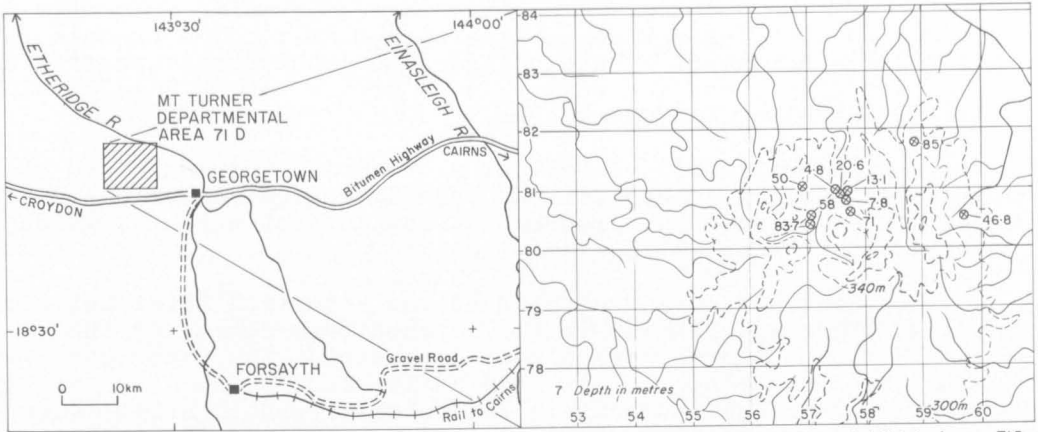 143°30'
144°00'
ETHERIDGE R
EINASLEIGH R
MT TURNER
DEPARTMENTAL
AREA 71 D
GEORGETOWN
Bitumen Highway
CAIRNS
CROYDON
18°30'
FORSAYTH
Gravel Road
Rail to Cairns
0 10km
84
83
82
81
80
79
78
85
20·6
4·8
50
13·1
7·8
58
71
83·7
46·8
340m
7 Depth in metres
300m
53 54 55 56 57 58 59 60